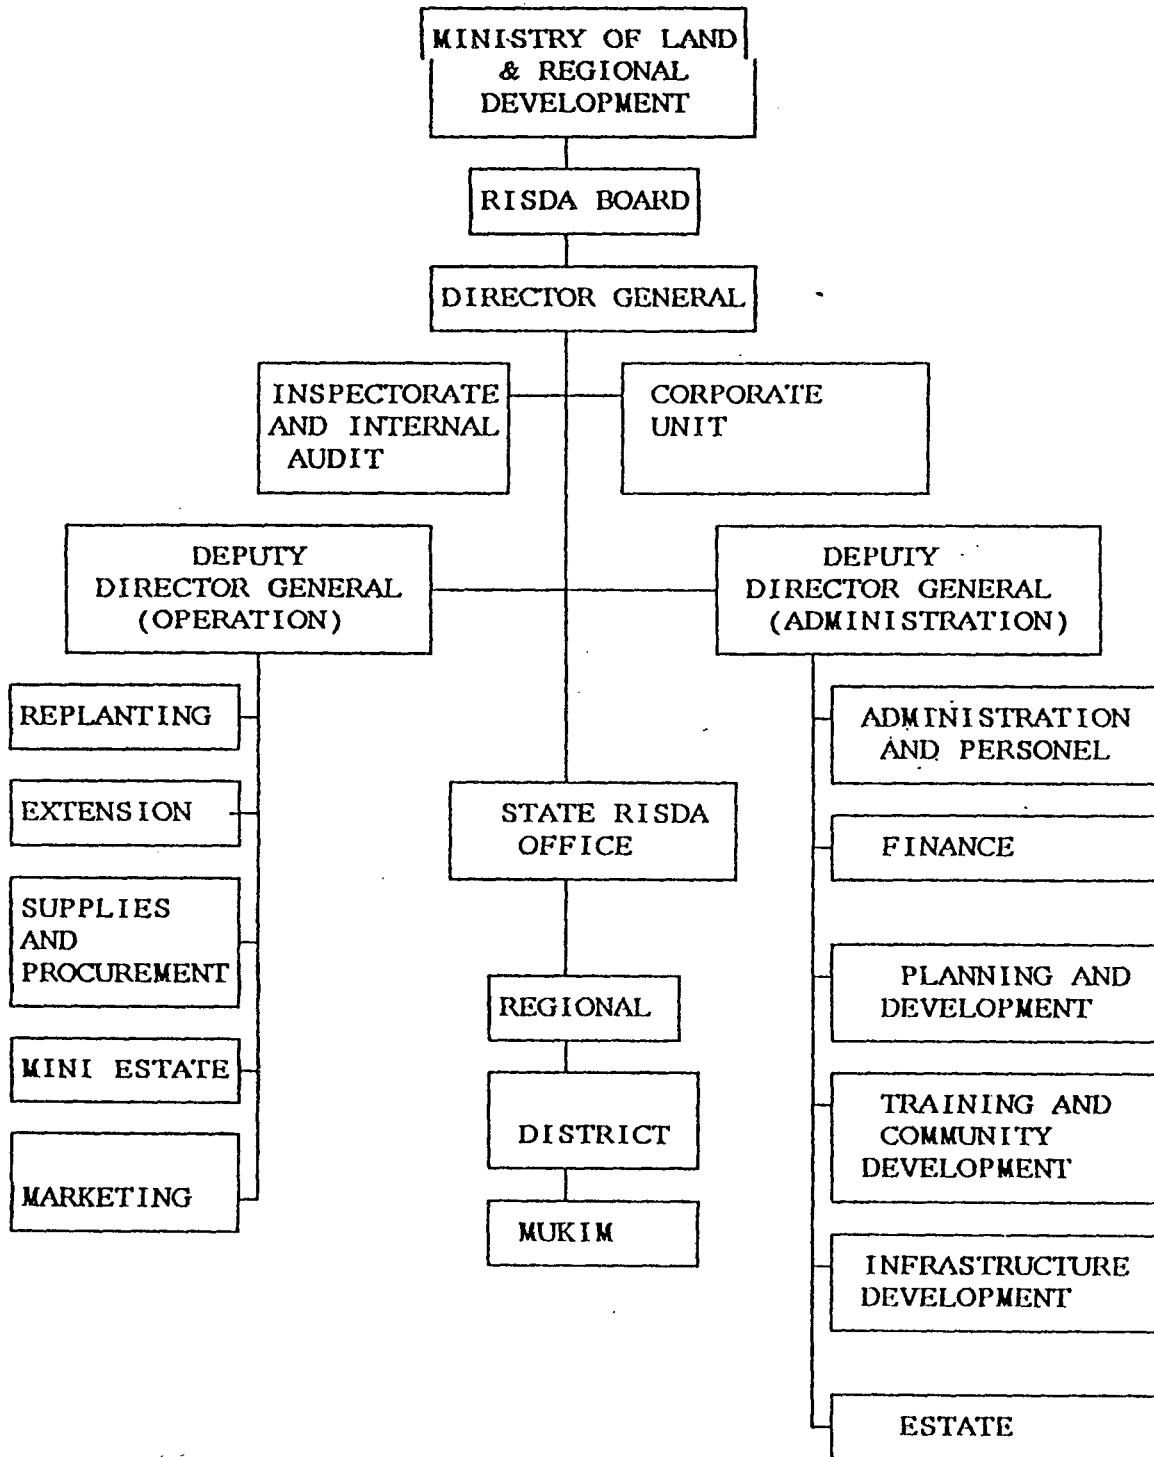 MINISTRY OF LAND
& REGIONAL
DEVELOPMENT
RISDA BOARD
DIRECTOR GENERAL
INSPECTORATE
AND INTERNAL
AUDIT
CORPORATE
UNIT
DEPUTY
DIRECTOR GENERAL
(OPERATION)
DEPUTY
DIRECTOR GENERAL
(ADMINISTRATION)
REPLANTING
EXTENSION
SUPPLIES
AND
PROCUREMENT
MINI ESTATE
MARKETING
STATE RISDA
OFFICE
REGIONAL
DISTRICT
MUKIM
ADMINISTRATION
AND PERSONEL
FINANCE
PLANNING AND
DEVELOPMENT
TRAINING AND
COMMUNITY
DEVELOPMENT
INFRASTRUCTURE
DEVELOPMENT
ESTATE